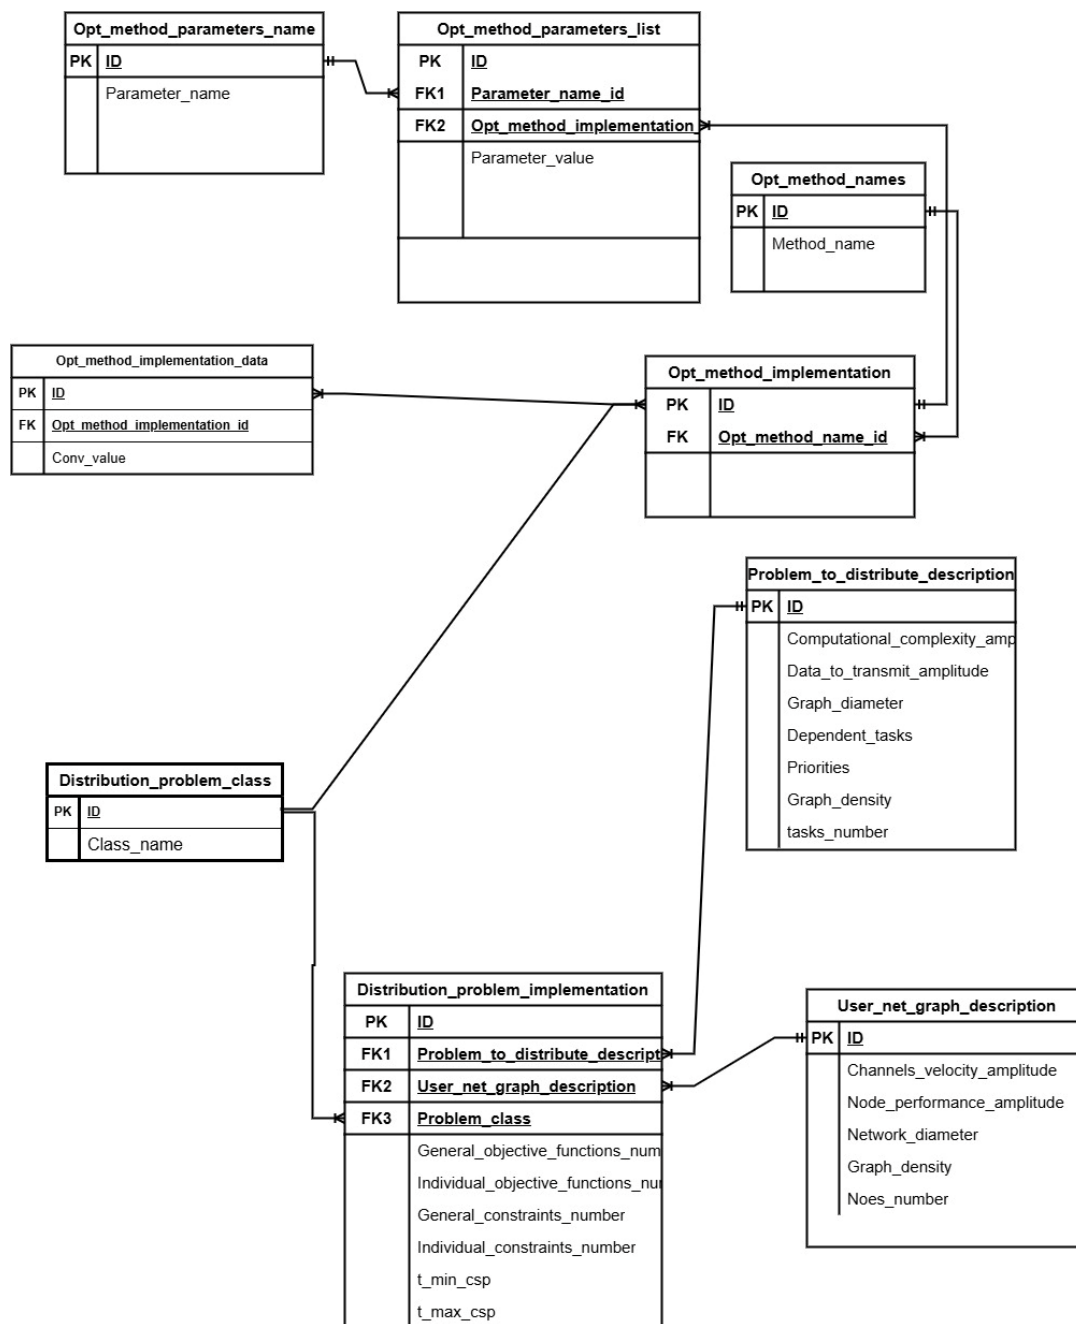 Opt_method_parameters_name
PK ID
Parameter_name
Opt_method_parameters_list
PK ID
FK1 Parameter_name_id
FK2 Opt_method_implementation_
Parameter_value
Opt_method_names
PK ID
Method_name
Opt_method_implementation_data
PK ID
FK Opt_method_implementation_id
Conv_value
Opt_method_implementation
PK ID
FK Opt_method_name_id
Problem_to_distribute_description
PK ID
Computational_complexity_amp
Data_to_transmit_amplitude
Graph_diameter
Dependent_tasks
Priorities
Graph_density
tasks_number
Distribution_problem_class
PK ID
Class_name
Distribution_problem_implementation
PK ID
FK1 Problem_to_distribute_descript
FK2 User_net_graph_description
FK3 Problem_class
General_objective_functions_num
Individual_objective_functions_nu
General_constraints_number
Individual_constraints_number
t_min_csp
t_max_csp
User_net_graph_description
PK ID
Channels_velocity_amplitude
Node_performance_amplitude
Network_diameter
Graph_density
Noes_number